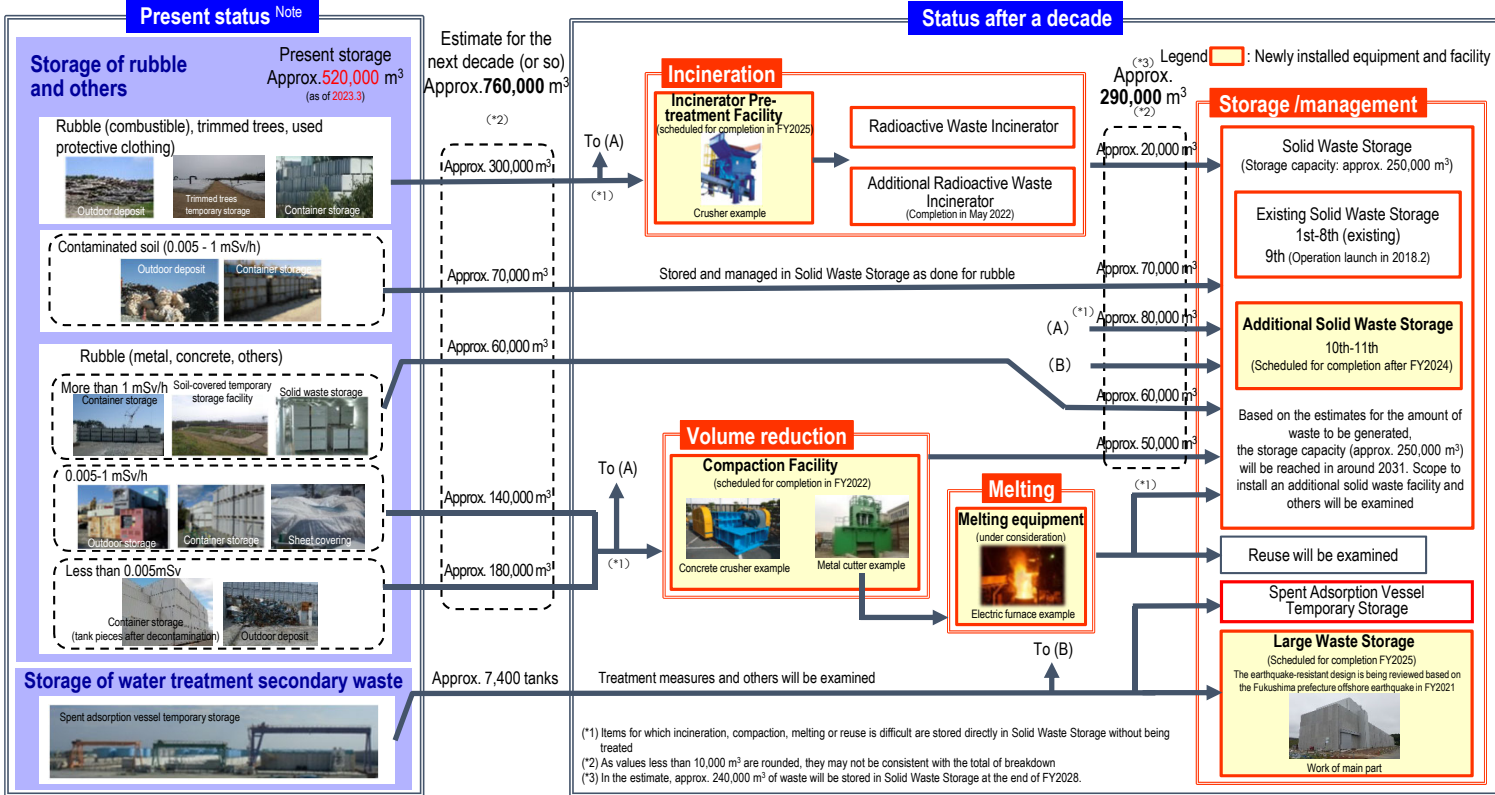 Present status Note
Storage of rubble
and others
Present storage
Approx.520,000 m³
(as of 2023.3)
Rubble (combustible), trimmed trees, used
protective clothing)
Outdoor deposit
Trimmed trees
temporary storage
Container storage
Contaminated soil (0.005 - 1 mSv/h)
Outdoor deposit
Container storage
Rubble (metal, concrete, others)
More than 1 mSv/h
Container storage
Soil-covered temporary
storage facility
Solid waste storage
0.005-1 mSv/h
Outdoor storage
Container storage
Sheet covering
Less than 0.005mSv
Container storage
(tank pieces after decontamination)
Outdoor deposit
Storage of water treatment secondary waste
Spent adsorption vessel temporary storage
Estimate for the
next decade (or so)
Approx.760,000 m³
(*2)
Approx. 300,000 m³
Approx. 70,000 m³
Approx. 60,000 m³
Approx. 140,000 m³
Approx. 180,000 m³
Approx. 7,400 tanks
Status after a decade
Legend : Newly installed equipment and facility
To (A)
(*1)
Incineration
Incinerator Pre-
treatment Facility
(scheduled for completion in FY2025)
Crusher example
Radioactive Waste Incinerator
Additional Radioactive Waste
Incinerator
(Completion in May 2022)
Stored and managed in Solid Waste Storage as done for rubble
To (A)
(*1)
Volume reduction
Compaction Facility
(scheduled for completion in FY2022)
Concrete crusher example
Metal cutter example
Melting
Melting equipment
(under consideration)
Electric furnace example
Treatment measures and others will be examined
To (B)
(*3)
Approx.
290,000 m³
(*2)
Approx. 20,000 m³
Approx. 70,000 m³
(A)
(*1)
Approx. 80,000 m³
(B)
Approx. 60,000 m³
Approx. 50,000 m³
(*1)
Storage /management
Solid Waste Storage
(Storage capacity: approx. 250,000 m³)
Existing Solid Waste Storage
1st-8th (existing)
9th (Operation launch in 2018.2)
Additional Solid Waste Storage
10th-11th
(Scheduled for completion after FY2024)
Based on the estimates for the amount of
waste to be generated,
the storage capacity (approx. 250,000 m³)
will be reached in around 2031. Scope to
install an additional solid waste facility and
others will be examined
Reuse will be examined
Spent Adsorption Vessel
Temporary Storage
Large Waste Storage
(Scheduled for completion FY2025)
The earthquake-resistant design is being reviewed based on
the Fukushima prefecture offshore earthquake in FY2021
Work of main part
(*1) Items for which incineration, compaction, melting or reuse is difficult are stored directly in Solid Waste Storage without being
treated
(*2) As values less than 10,000 m³ are rounded, they may not be consistent with the total of breakdown
(*3) In the estimate, approx. 240,000 m³ of waste will be stored in Solid Waste Storage at the end of FY2028.